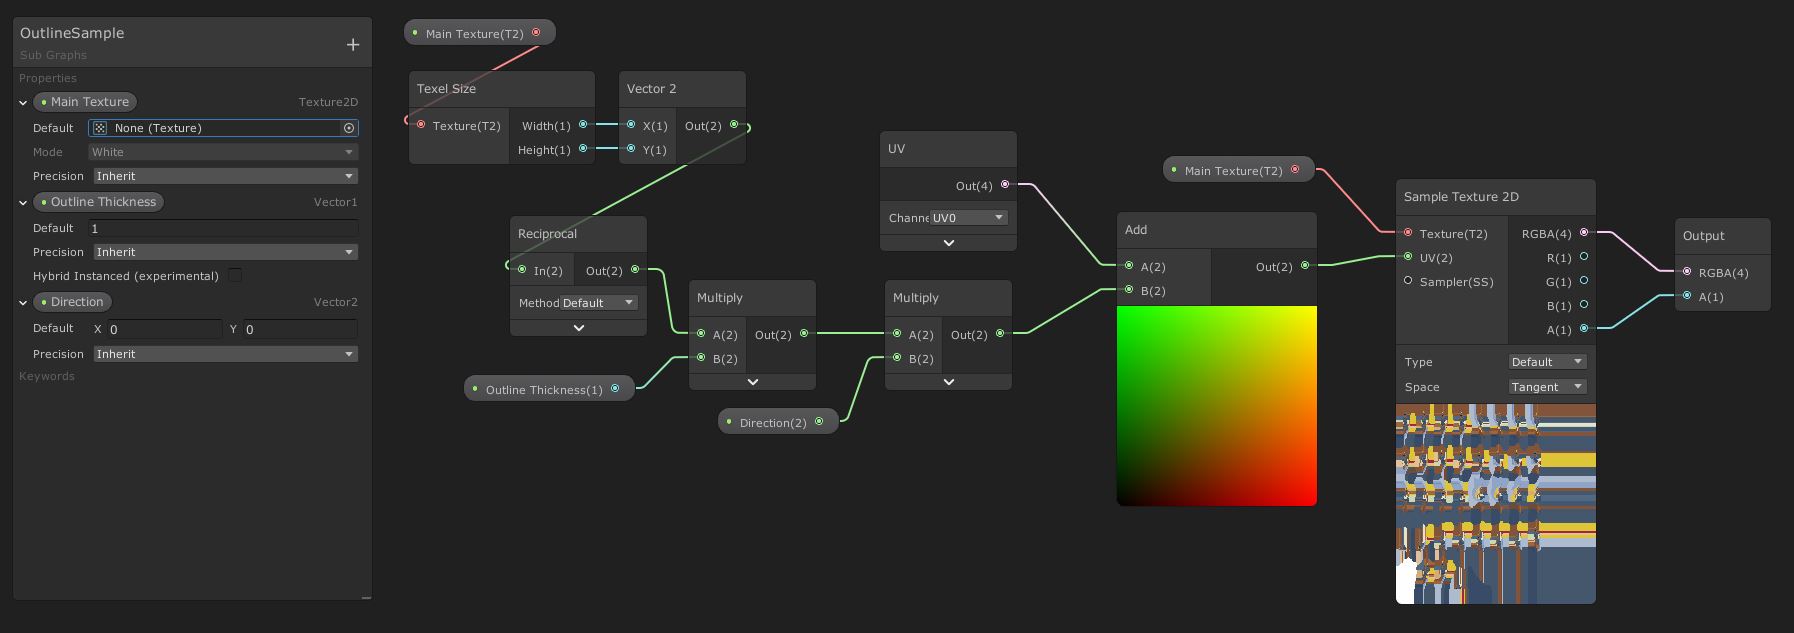 OutlineSample
Sub Graphs
Properties
Main Texture Texture2D
Default None (Texture)
Mode White
Precision Inherit
Outline Thickness Vector1
Default 1
Precision Inherit
Hybrid Instanced (experimental)
Direction Vector2
Default X 0 Y 0
Precision Inherit
Keywords
Main Texture(T2)
Texel Size
Texture(T2) Width(1)
Height(1)
Vector 2
X(1) Out(2)
Y(1)
Reciprocal
In(2) Out(2)
Method Default
Outline Thickness(1)
Multiply
A(2) Out(2)
B(2)
Direction(2)
UV
Out(4)
Channe UV0
Multiply
A(2) Out(2)
B(2)
Add
A(2) Out(2)
B(2)
Main Texture(T2)
Sample Texture 2D
Texture(T2) RGBA(4)
UV(2) R(1)
Sampler(SS) G(1)
B(1)
A(1)
Type Default
Space Tangent
Output
RGBA(4)
A(1)